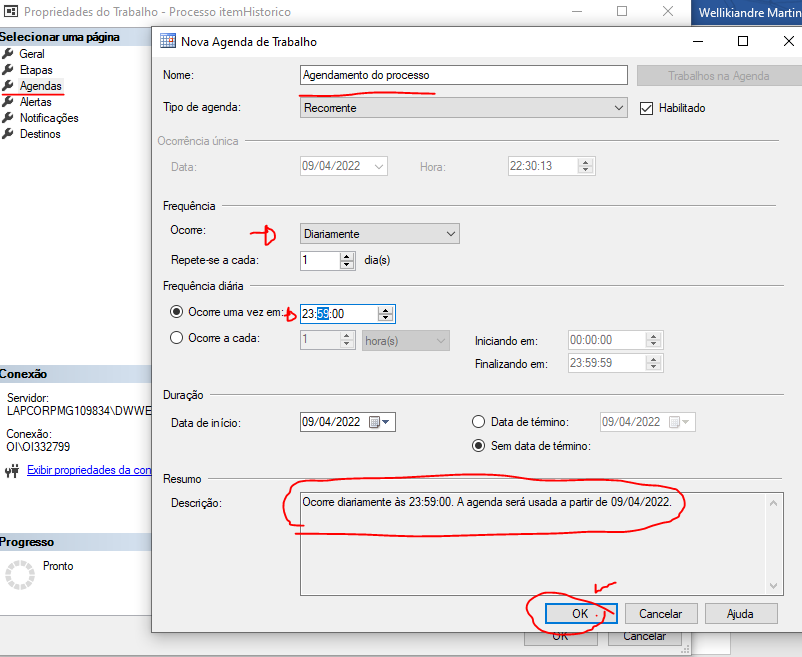 Propriedades do Trabalho - Processo itemHistorico
Wellikiandre Martin
Selecionar uma página
Geral
Etapas
Agendas
Alertas
Notificações
Destinos
Conexão
Servidor:
LAPCORPMG109834\DWWE
Conexão:
OI\OI332799
Exibir propriedades da con
Progresso
Pronto
Nova Agenda de Trabalho
Nome: Agendamento do processo Trabalhos na Agenda
Tipo de agenda: Recorrente Habilitado
Ocorrência única
Data: 09/04/2022 Hora: 22:30:13
Frequência
Ocorre: Diariamente
Repete-se a cada: 1 dia(s)
Frequência diária
Ocorre uma vez em: 23:59:00
Ocorre a cada: 1 hora(s) Iniciando em: 00:00:00
Finalizando em: 23:59:59
Duração
Data de início: 09/04/2022 Data de término: 09/04/2022
Sem data de término:
Resumo
Descrição: Ocorre diariamente às 23:59:00. A agenda será usada a partir de 09/04/2022.
OK Cancelar Ajuda
OK Cancelar